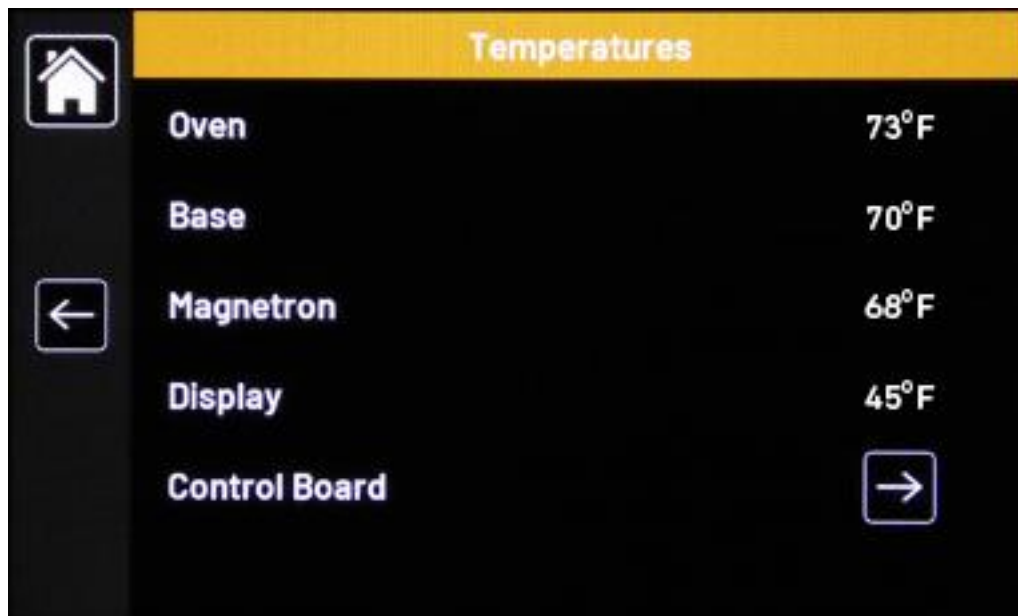 Temperatures
Oven 73°F
Base 70°F
Magnetron 68°F
Display 45°F
Control Board